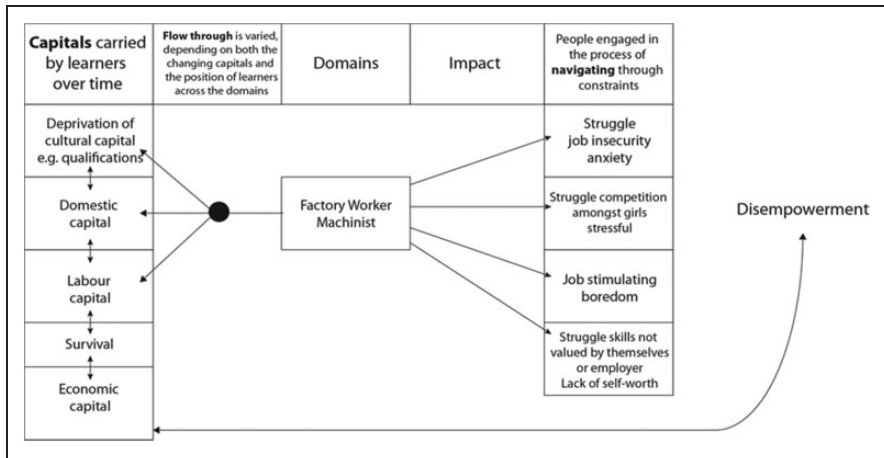 Capitals carried
by learners
over time
Flow through is varied,
depending on both the
changing capitals and
the position of learners
across the domains
Domains
Impact
People engaged in
the process of
navigating through
constraints
Deprivation of
cultural capital
e.g. qualifications
Domestic
capital
Labour
capital
Survival
Economic
capital
Factory Worker
Machinist
Struggle
job insecurity
anxiety
Struggle competition
amongst girls
stressful
Job stimulating
boredom
Struggle skills not
valued by themselves
or employer
Lack of self-worth
Disempowerment